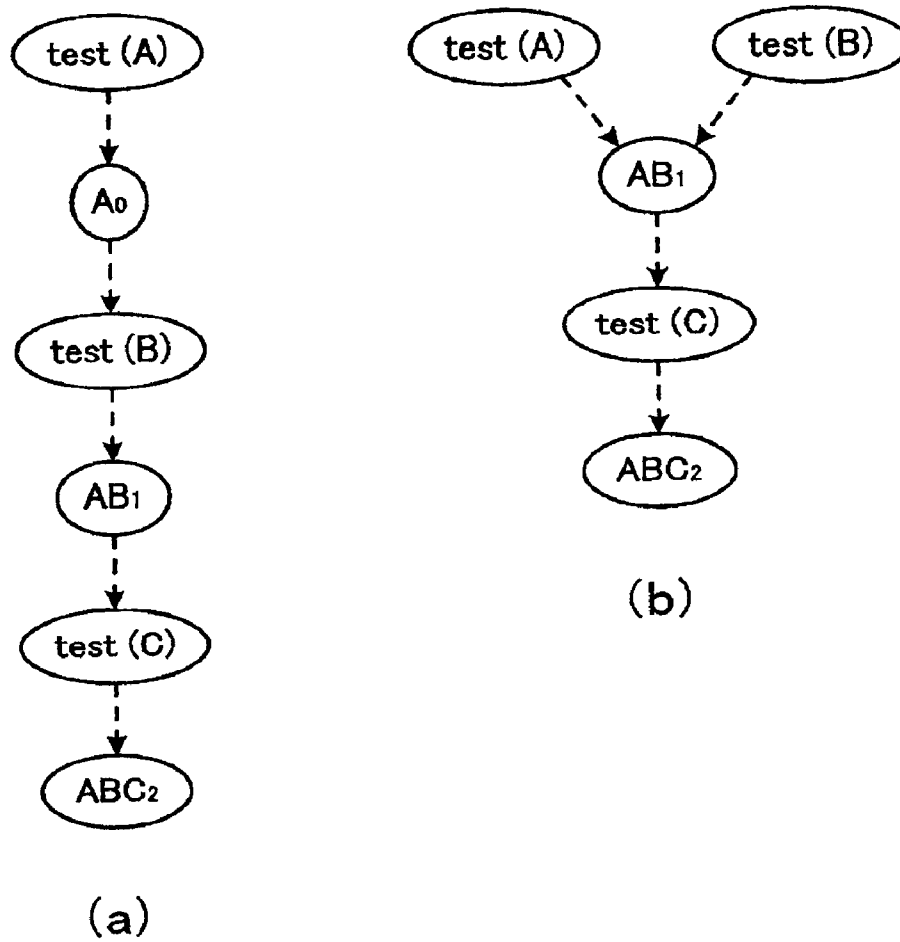 test (A)
A₀
test (B)
AB₁
test (C)
ABC₂
(a)
test (A)
test (B)
AB₁
test (C)
ABC₂
(b)